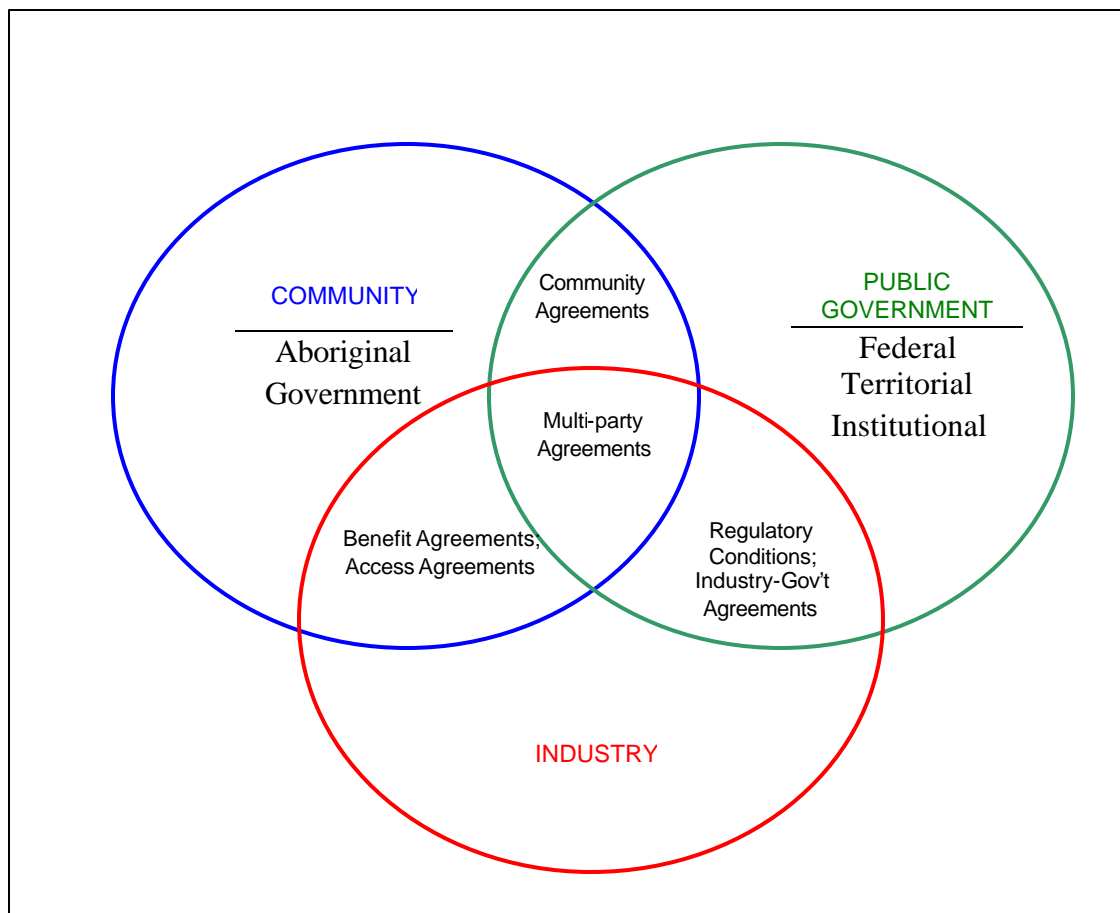 COMMUNITY
Aboriginal
Government
Community
Agreements
PUBLIC
GOVERNMENT
Federal
Territorial
Institutional
Multi-party
Agreements
Benefit Agreements;
Access Agreements
Regulatory
Conditions;
Industry-Gov't
Agreements
INDUSTRY